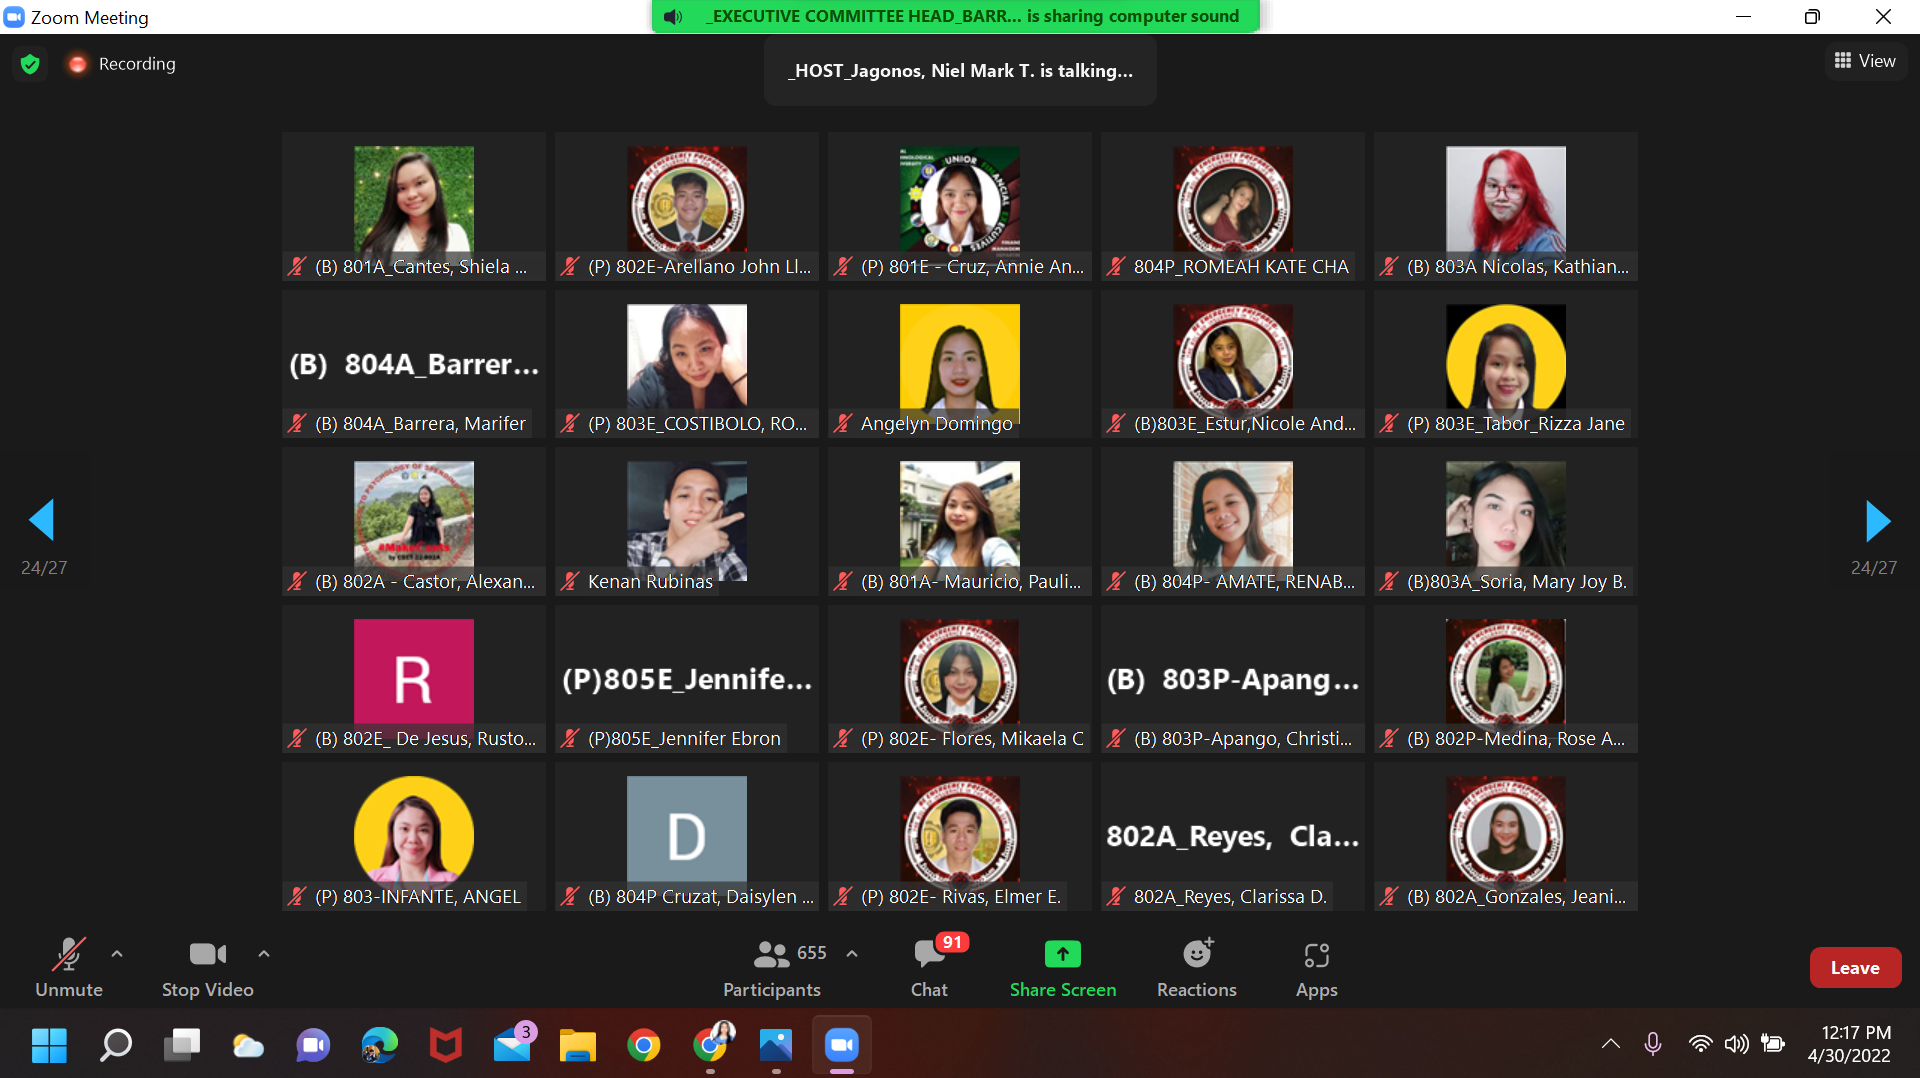 Zoom Meeting
_EXECUTIVE COMMITTEE HEAD_BARR... is sharing computer sound
Recording
_HOST_Jagonos, Niel Mark T. is talking...
View
(B) 801A_Cantes, Shiela ...
(P) 802E-Arellano John Ll...
(P) 801E - Cruz, Annie An...
804P_ROMEAH KATE CHA
(B) 803A Nicolas, Kathian...
(B) 804A_Barrer...
(B) 804A_Barrera, Marifer
(P) 803E_COSTIBOLO, RO...
Angelyn Domingo
(B)803E_Estur,Nicole And...
(P) 803E_Tabor_Rizza Jane
24/27
#MakeCents
(B) 802A - Castor, Alexan...
Kenan Rubinas
(B) 801A- Mauricio, Pauli...
(B) 804P- AMATE, RENAB...
(B)803A_Soria, Mary Joy B.
24/27
R
(P)805E_Jennife...
(B) 803P-Apang...
(B) 802E_ De Jesus, Rusto...
(P)805E_Jennifer Ebron
(P) 802E- Flores, Mikaela C
(B) 803P-Apango, Christi...
(B) 802P-Medina, Rose A...
D
802A_Reyes, Cla...
(P) 803-INFANTE, ANGEL
(B) 804P Cruzat, Daisylen ...
(P) 802E- Rivas, Elmer E.
802A_Reyes, Clarissa D.
(B) 802A_Gonzales, Jeani...
Unmute
Stop Video
655
Participants
91
Chat
Share Screen
Reactions
Apps
Leave
3
12:17 PM
4/30/2022